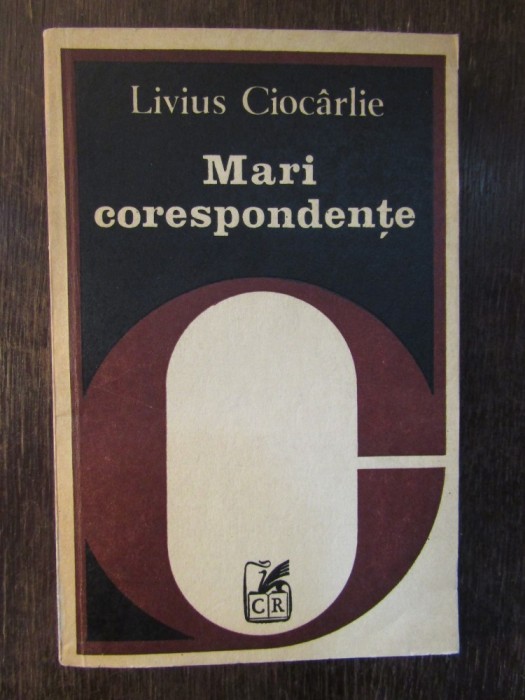 Livius Ciocârlie
Mari
corespondențe
CR